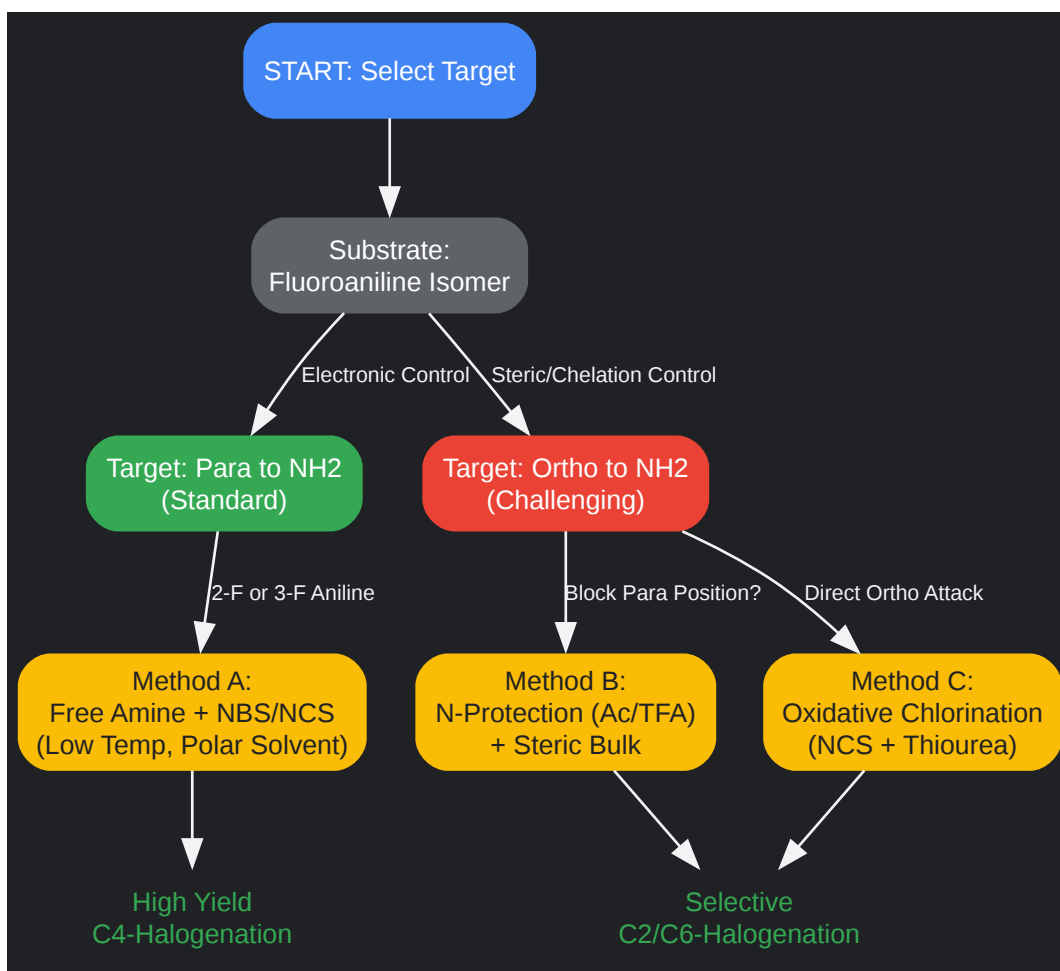 START: Select Target
Substrate:
Fluoroaniline Isomer
Electronic Control
Steric/Chelation Control
Target: Para to NH2
(Standard)
Target: Ortho to NH2
(Challenging)
2-F or 3-F Aniline
Block Para Position?
Direct Ortho Attack
Method A:
Free Amine + NBS/NCS
(Low Temp, Polar Solvent)
Method B:
N-Protection (Ac/TFA)
+ Steric Bulk
Method C:
Oxidative Chlorination
(NCS + Thiourea)
High Yield
C4-Halogenation
Selective
C2/C6-Halogenation